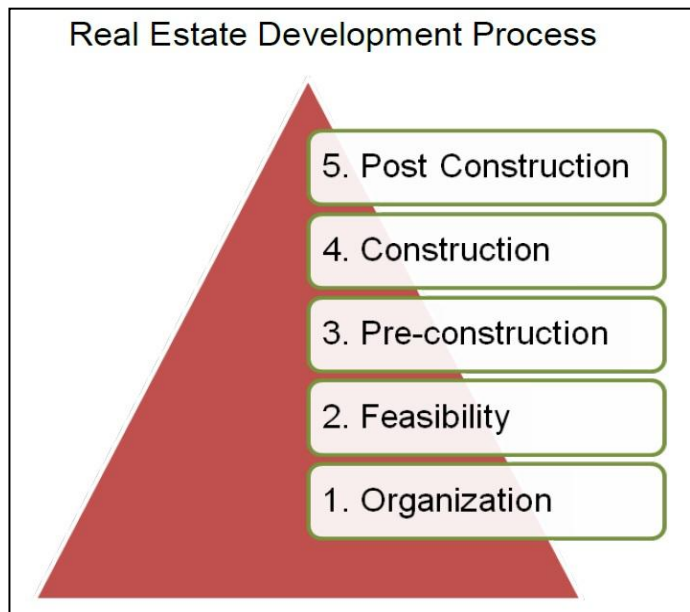 Real Estate Development Process
5. Post Construction
4. Construction
3. Pre-construction
2. Feasibility
1. Organization